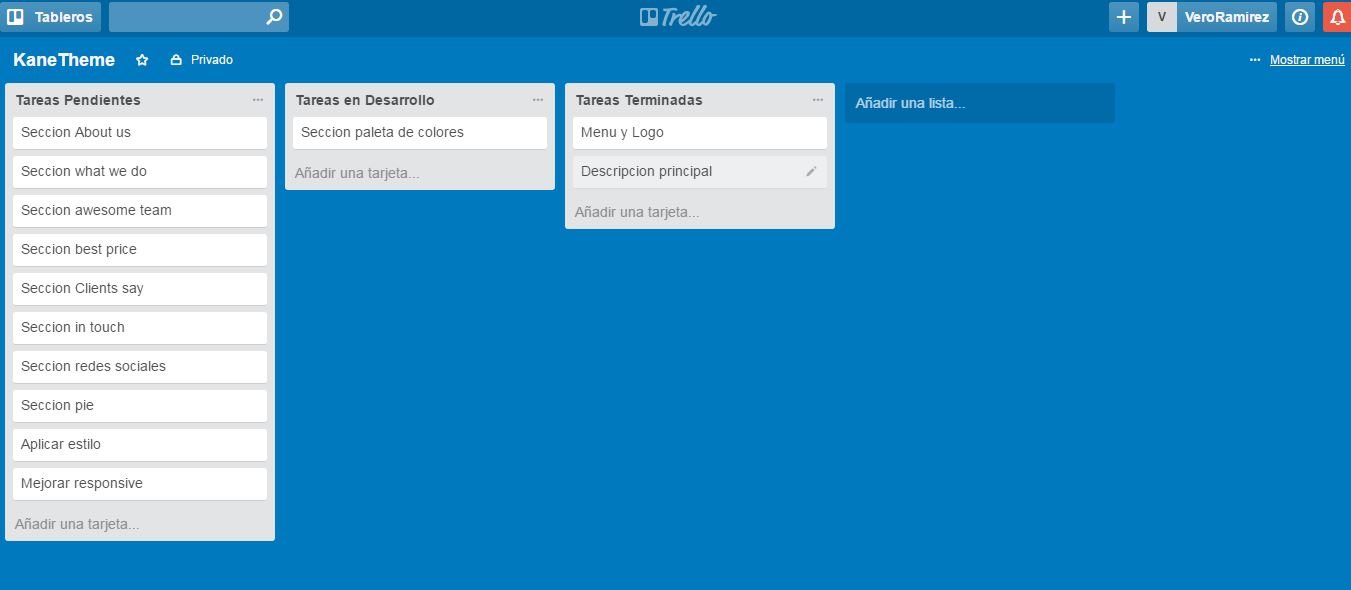 Tableros
Trello
V VeroRamirez
KaneTheme
Privado
Mostrar menú
Tareas Pendientes
Seccion About us
Seccion what we do
Seccion awesome team
Seccion best price
Seccion Clients say
Seccion in touch
Seccion redes sociales
Seccion pie
Aplicar estilo
Mejorar responsive
Añadir una tarjeta...
Tareas en Desarrollo
Seccion paleta de colores
Añadir una tarjeta...
Tareas Terminadas
Menu y Logo
Descripcion principal
Añadir una tarjeta...
Añadir una lista...